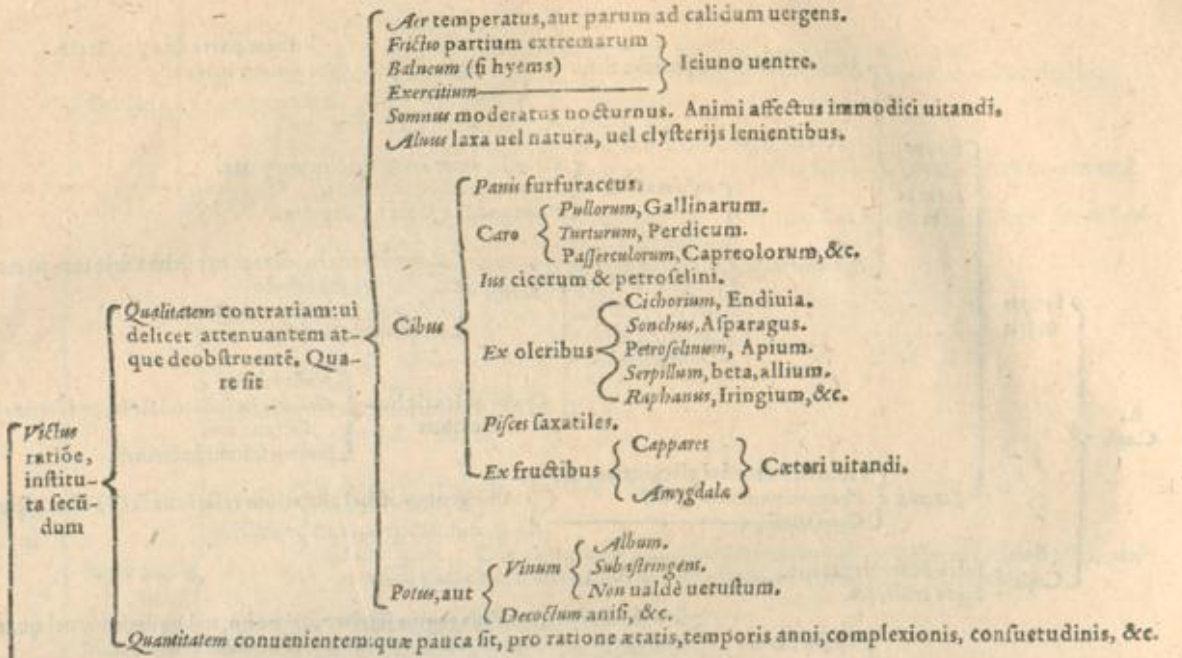 Aer temperatus, aut parum ad calidum uergens.
Frictio partium extremarum
Balneum (si hyems)
Exercitium
Ieiuno uentre.
Somnus moderatus nocturnus. Animi affectus immodici uitandi.
Aluus laxa uel natura, uel clysterijs lenientibus.
Panis furfuraceus.
Caro
Pullorum, Gallinarum.
Turturum, Perdicum.
Passerculorum, Capreolorum, &c.
Ius cicerum & petroselini.
Qualitatem contrariam: ui
delicet attenuantem at-
que deobstruentē, Qua-
re sit
Cibus
Ex oleribus
Cichorium, Endiuia.
Sonchus, Asparagus.
Petroselinum, Apium.
Serpillum, beta, allium.
Raphanus, Iringium, &c.
Pisces saxatiles.
Ex fructibus
Cappares
Amygdalæ
Cæteri uitandi.
Victus
ratiōe,
institu-
ta secū-
dum
Potus, aut
Vinum
Album.
Substringens.
Non ualdè uetustum.
Decoctum anisi, &c.
Quantitatem conuenientem: quæ pauca sit, pro ratione ætatis, temporis anni, complexionis, consuetudinis, &c.